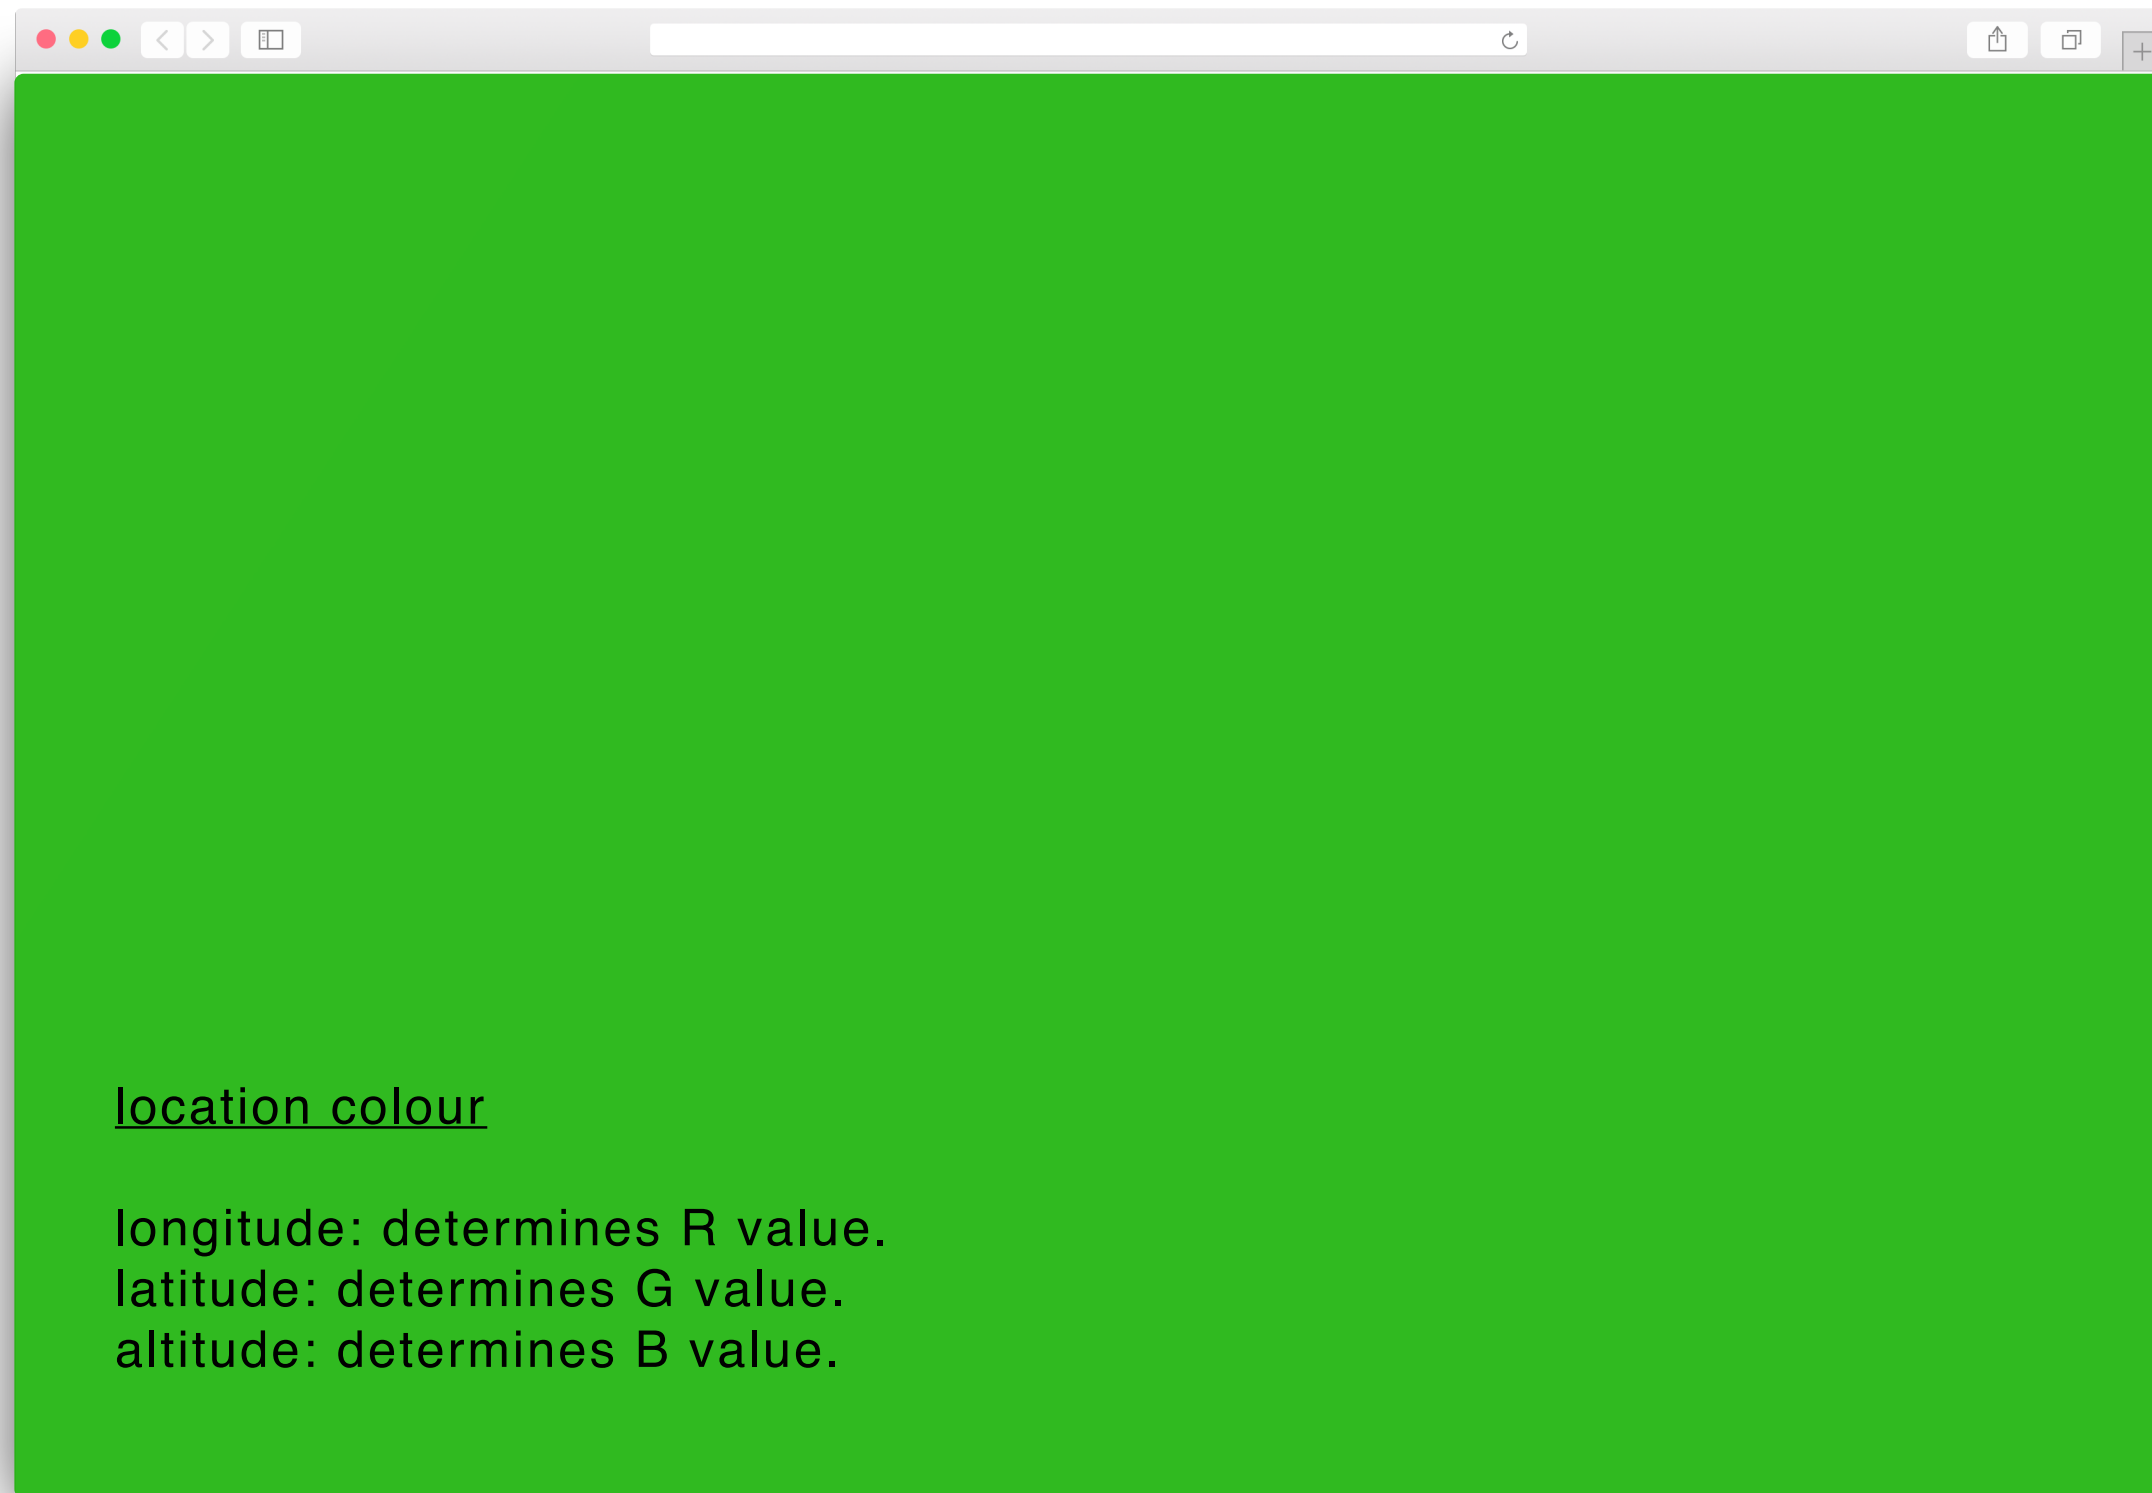 location colour
longitude: determines R value.
latitude: determines G value.
altitude: determines B value.